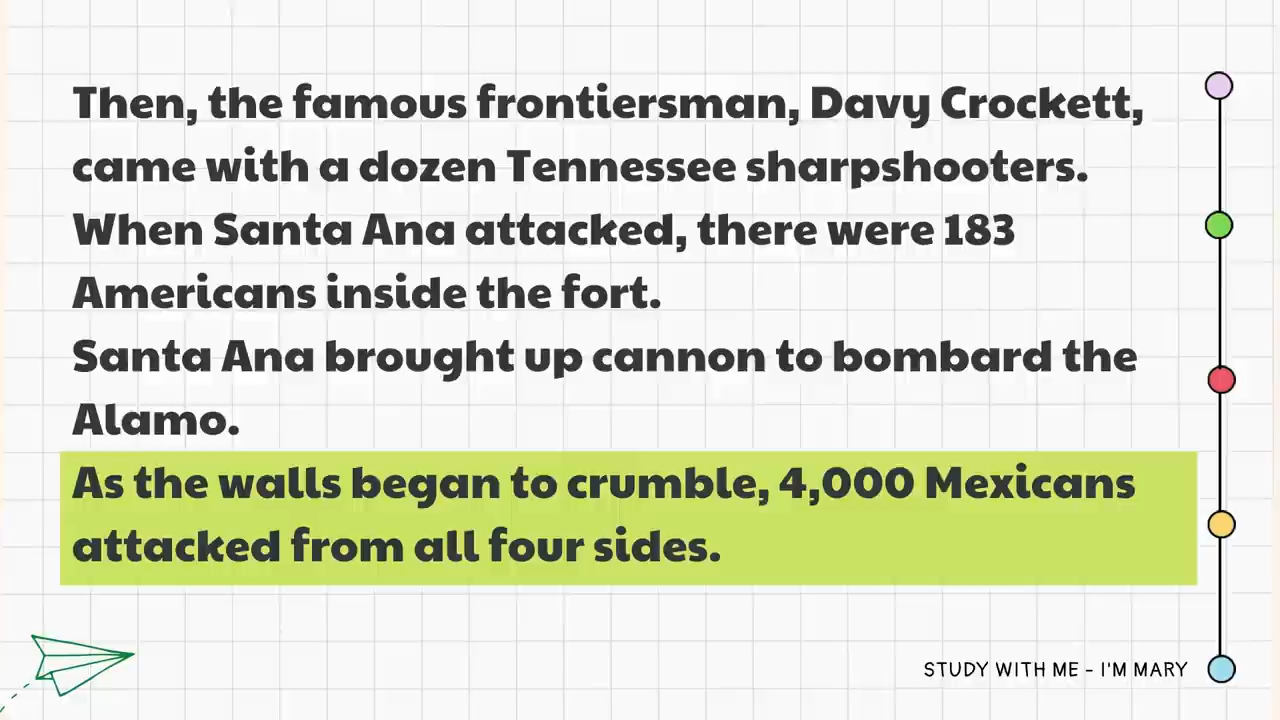 Then, the famous frontiersman, Davy Crockett,
came with a dozen Tennessee sharpshooters.
When Santa Ana attacked, there were 183
Americans inside the fort.
Santa Ana brought up cannon to bombard the
Alamo.
As the walls began to crumble, 4,000 Mexicans
attacked from all four sides.
STUDY WITH ME - I'M MARY